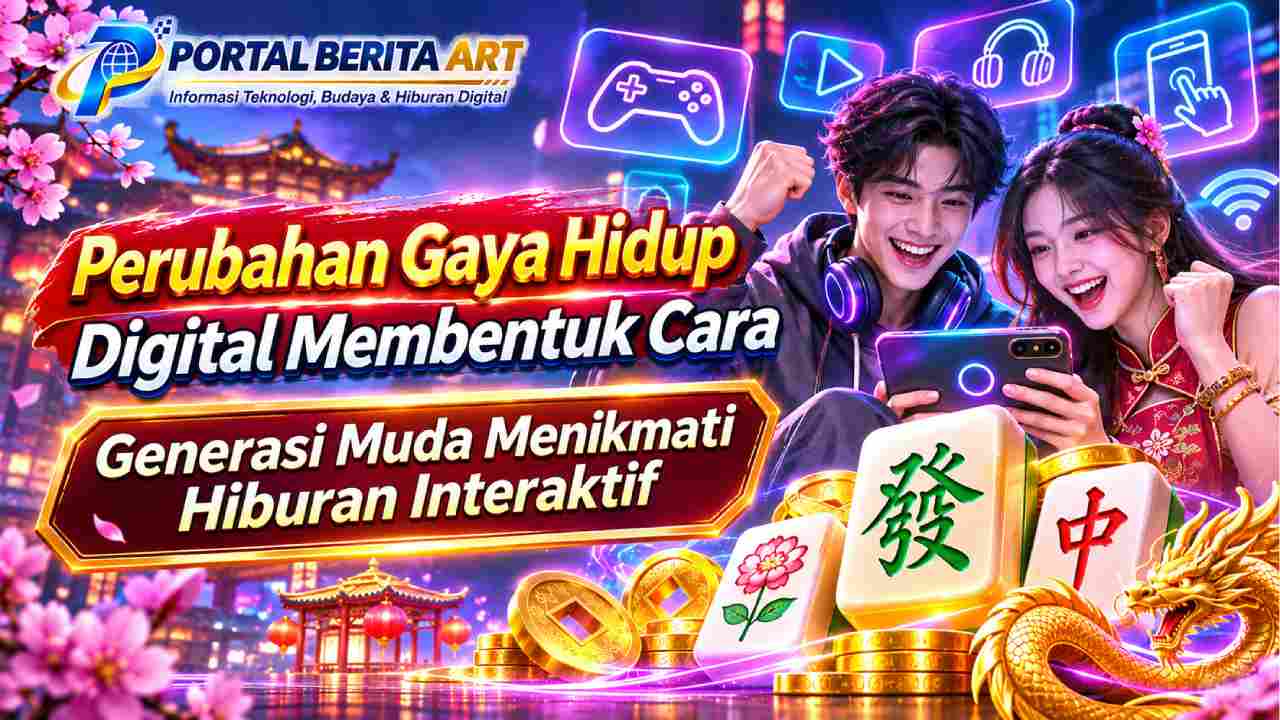 PORTAL BERITA ART
Informasi Teknologi, Budaya & Hiburan Digital
Perubahan Gaya Hidup
Digital Membentuk Cara
Generasi Muda Menikmati
Hiburan Interaktif
發
中